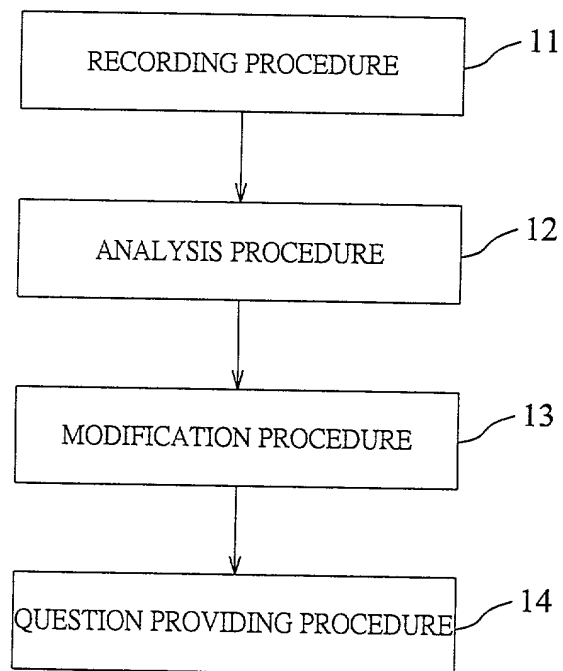 RECORDING PROCEDURE 11
ANALYSIS PROCEDURE 12
MODIFICATION PROCEDURE 13
QUESTION PROVIDING PROCEDURE 14